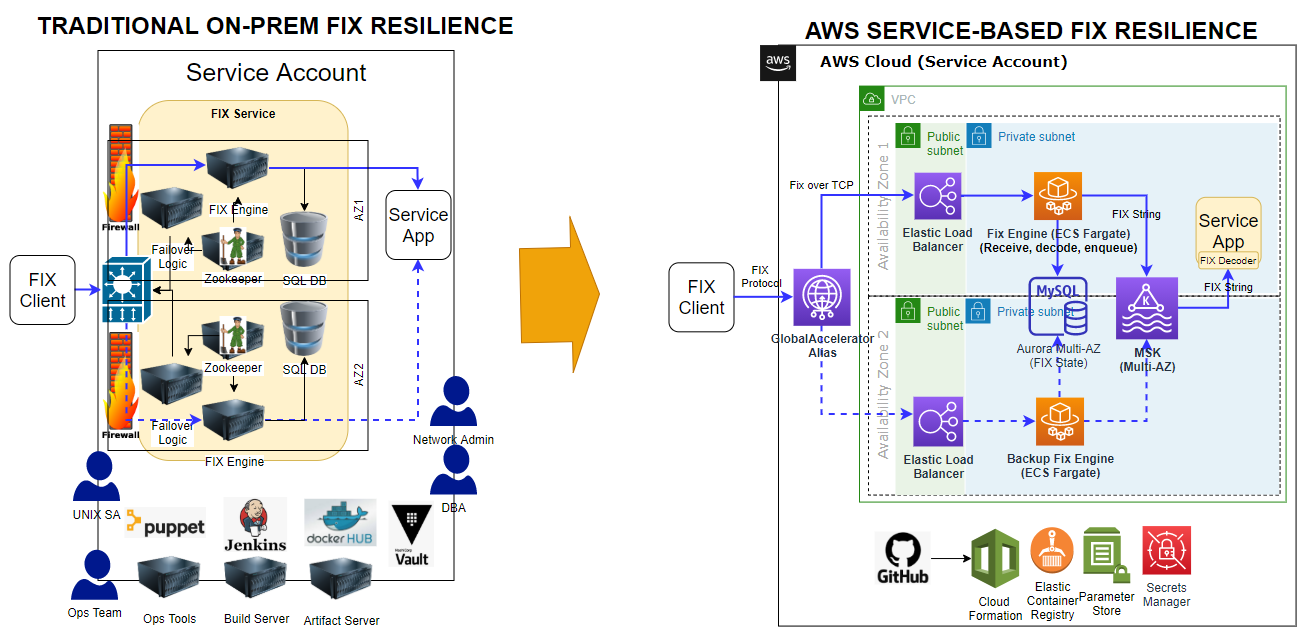 TRADITIONAL ON-PREM FIX RESILIENCE
Service Account
FIX Service
Firewall
FIX Engine
AZ1
Service
App
Failover
Logic
Zookeeper
SQL DB
FIX
Client
Zookeeper
SQL DB
AZ2
Failover
Logic
Firewall
FIX Engine
Network Admin
DBA
UNIX SA
puppet
Jenkins
docker HUB
HashiCorp
Vault
Ops Team
Ops Tools
Build Server
Artifact Server
AWS SERVICE-BASED FIX RESILIENCE
aws
AWS Cloud (Service Account)
VPC
Availability Zone 1
Public
subnet
Private subnet
Fix over TCP
Elastic Load
Balancer
Fix Engine (ECS Fargate)
(Receive, decode, enqueue)
FIX String
Service
App
FIX Decoder
FIX String
FIX
Client
FIX
Protocol
GlobalAccelerator
Alias
Availability Zone 2
Public
subnet
Private subnet
MySQL
Aurora Multi-AZ
(FIX State)
K
MSK
(Multi-AZ)
Elastic Load
Balancer
Backup Fix Engine
(ECS Fargate)
GitHub
Cloud
Formation
Elastic
Container
Registry
Parameter
Store
Secrets
Manager